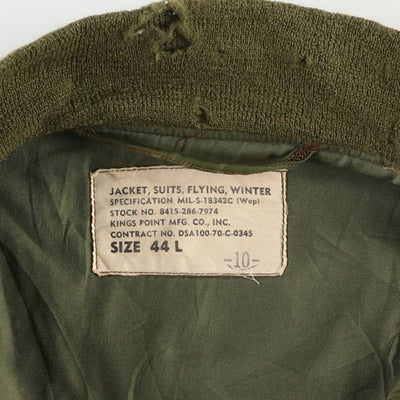 JACKET, SUITS, FLYING, WINTER
SPECIFICATION MIL-S-18342C (Wep)
STOCK NO. 8415-286-7974
KINGS POINT MFG. CO., INC.
CONTRACT NO. DSA100-70-C-0345
SIZE 44 L
-10-